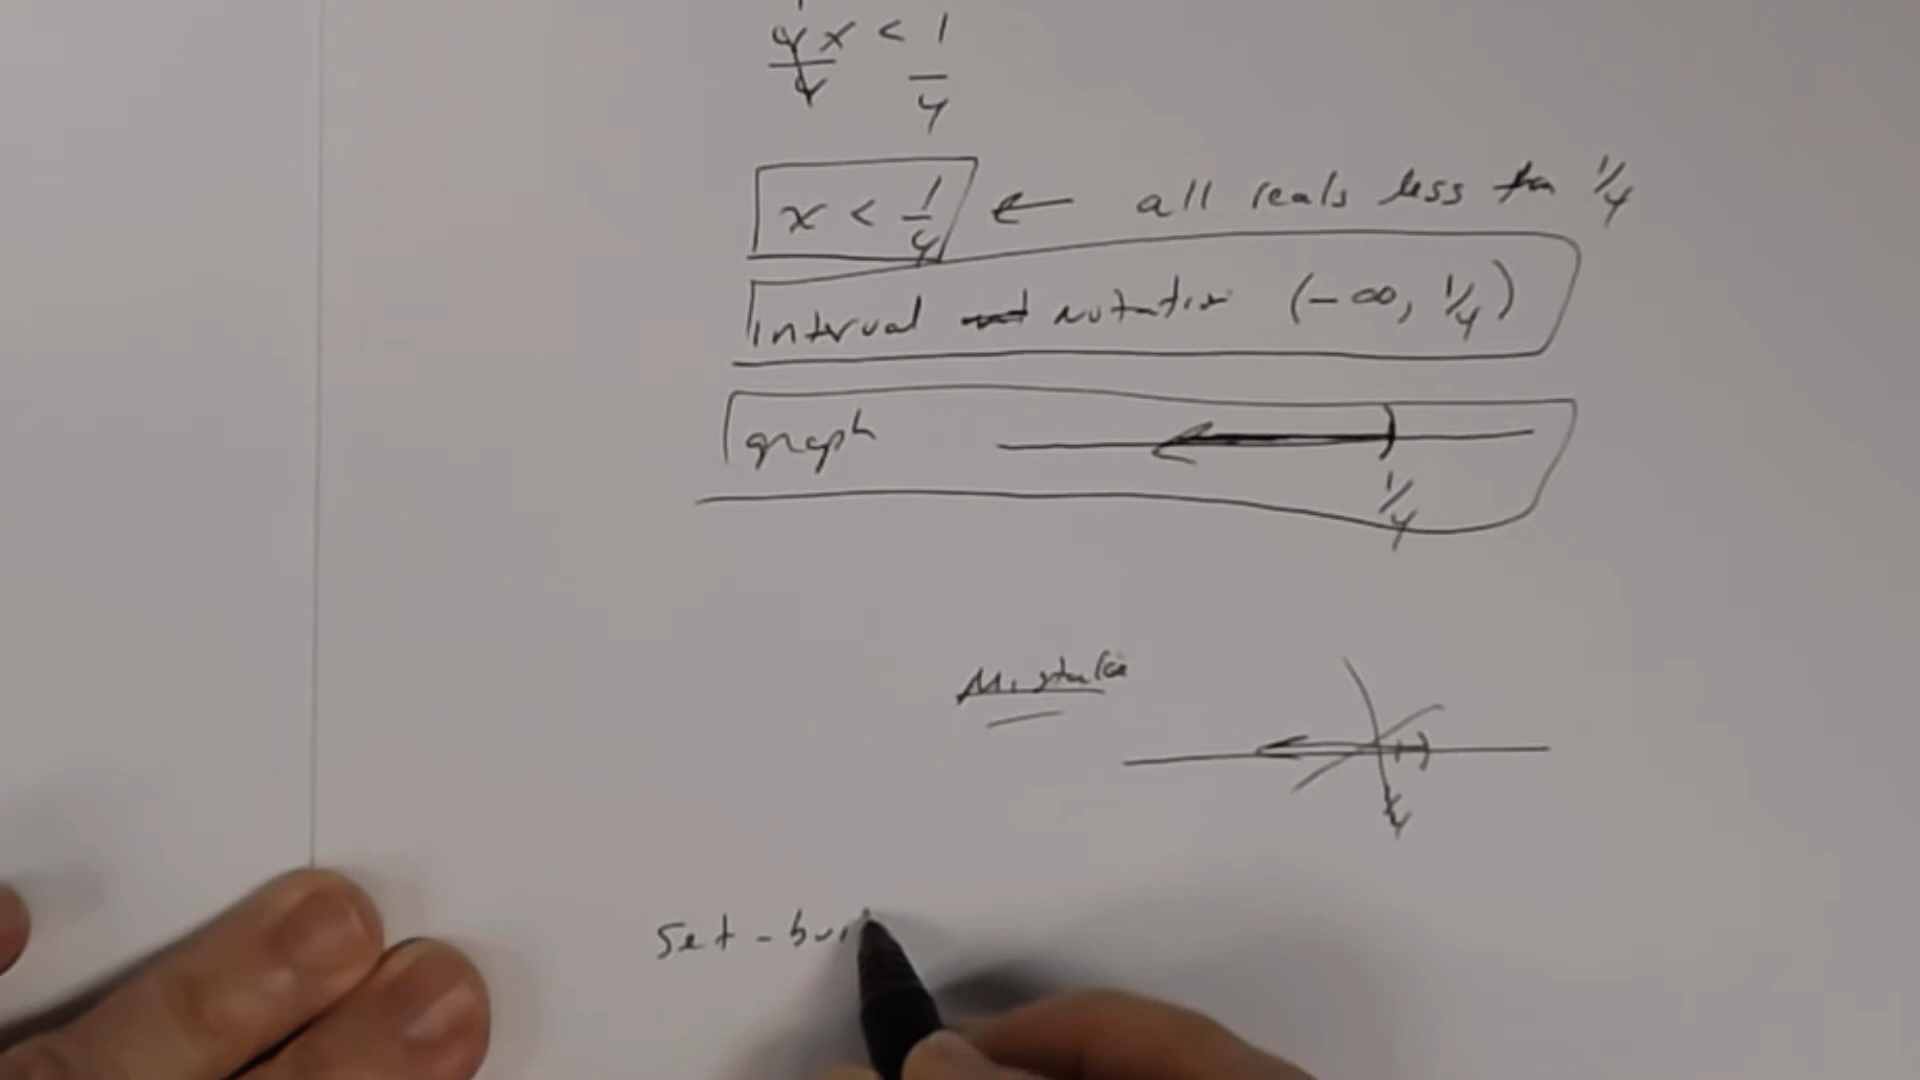 4x < 1
4 4
x < 1/4 ← all reals less than 1/4
interval notation (-∞, 1/4)
graph
1/4
Mistake
1/4
Set-bui